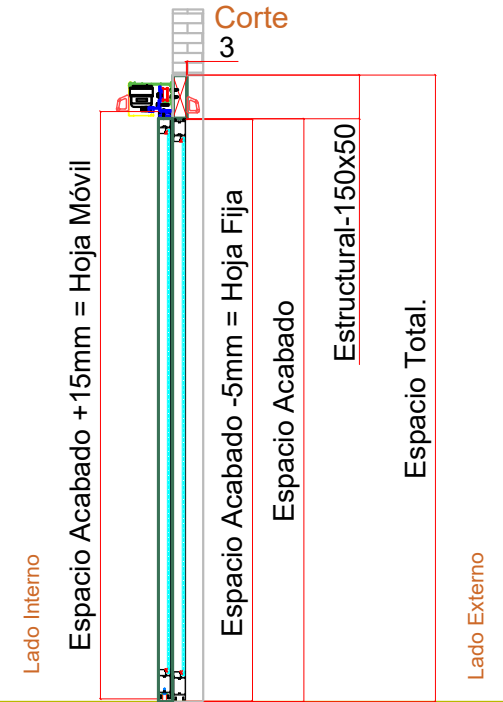 Corte
3
Espacio Acabado +15mm = Hoja Móvil
Espacio Acabado -5mm = Hoja Fija
Espacio Acabado
Estructural-150x50
Espacio Total.
Lado Interno
Lado Externo